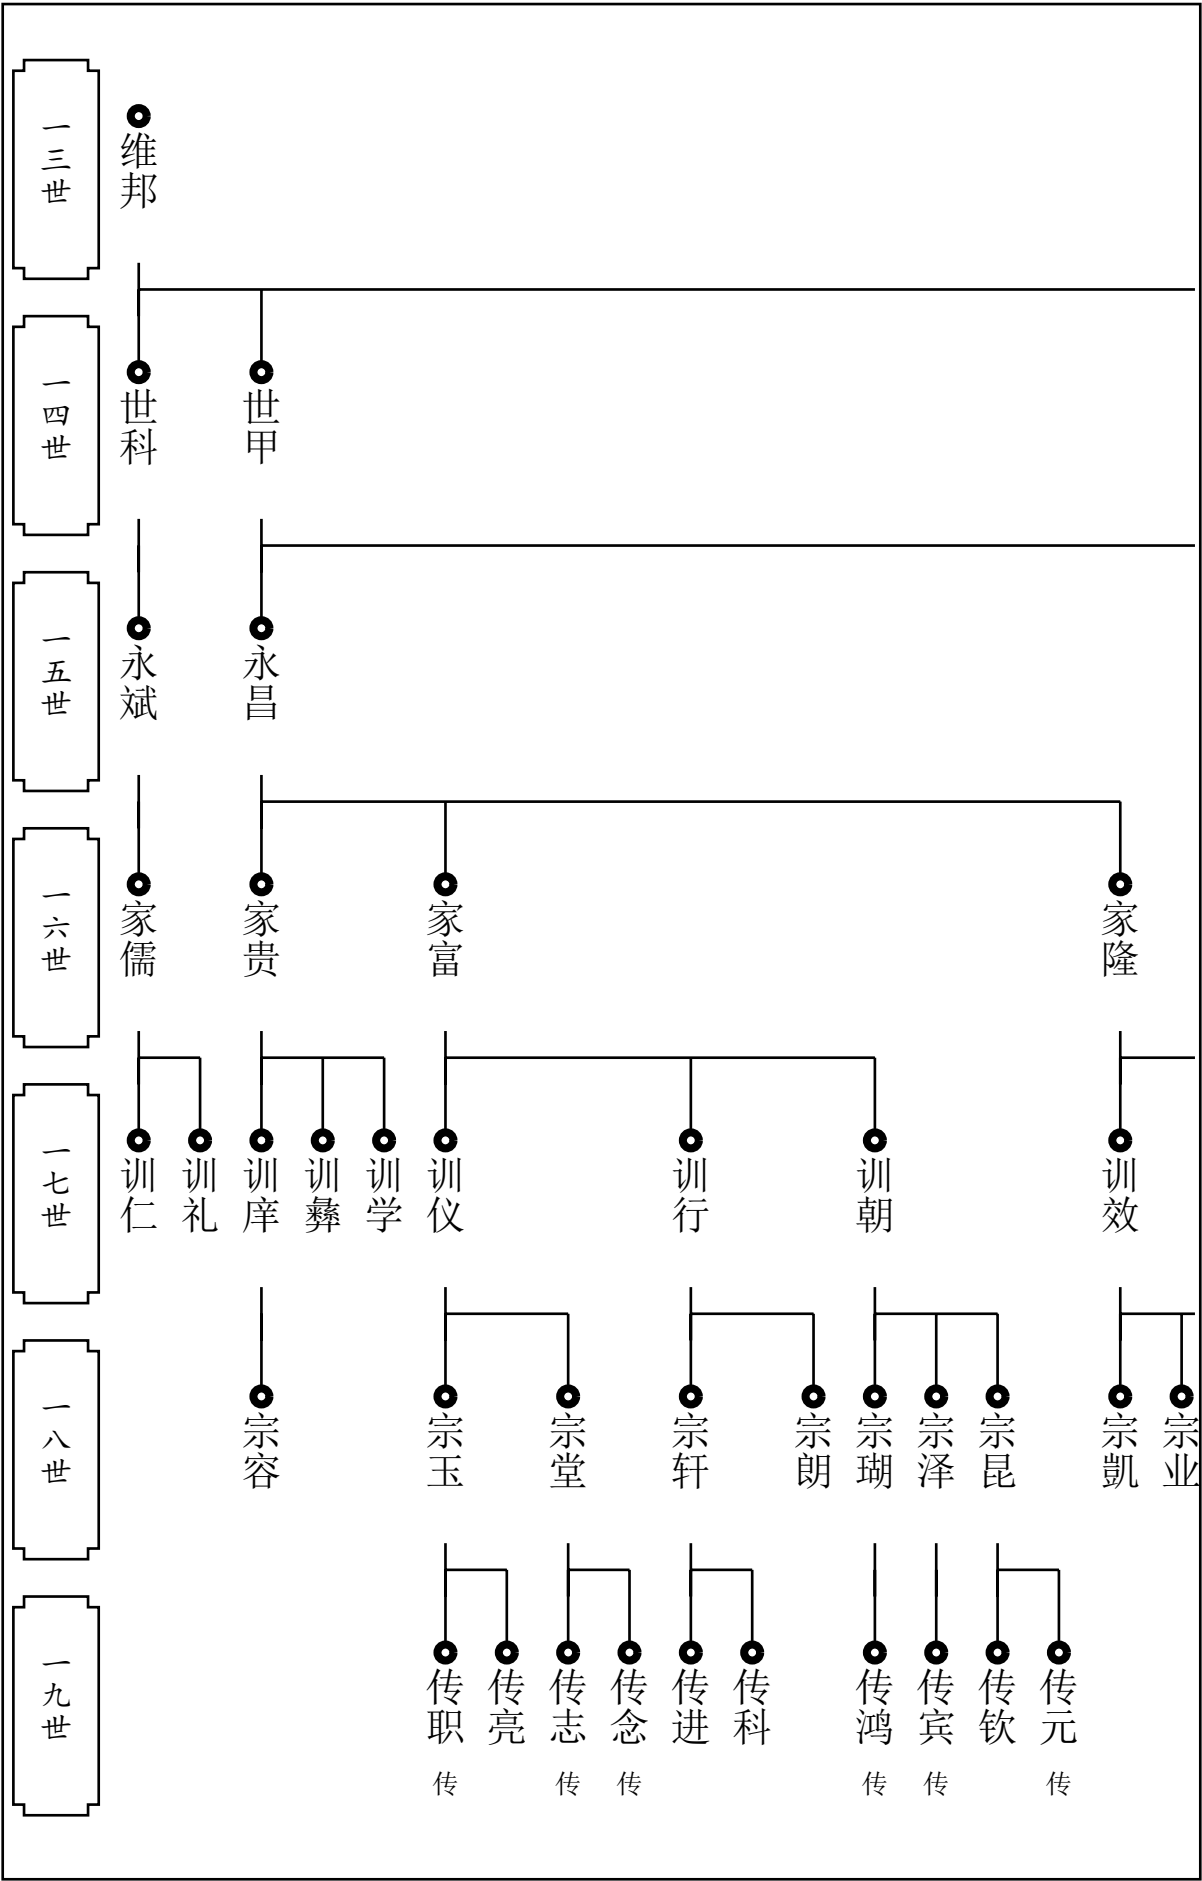 一三世
维邦
一四世
世科
世甲
一五世
永斌
永昌
一六世
家儒
家贵
家富
家隆
一七世
训仁
训礼
训庠
训彝
训学
训仪
训行
训朝
训效
一八世
宗容
宗玉
宗堂
宗轩
宗朗
宗瑚
宗泽
宗昆
宗凱
宗业
一九世
传职
传亮
传志
传念
传进
传科
传鸿
传宾
传钦
传元
传
传
传
传
传
传